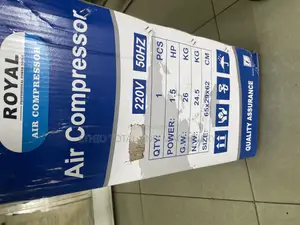 ROYAL
AIR COMPRESSOR
Air Compressor
220V 50HZ
QTY: 1 PCS
POWER: 1.5 HP
G.W.: 26 KG
N.W.: 24.5 KG
SIZE: 65x29x62 CM
QUALITY ASSURANCE